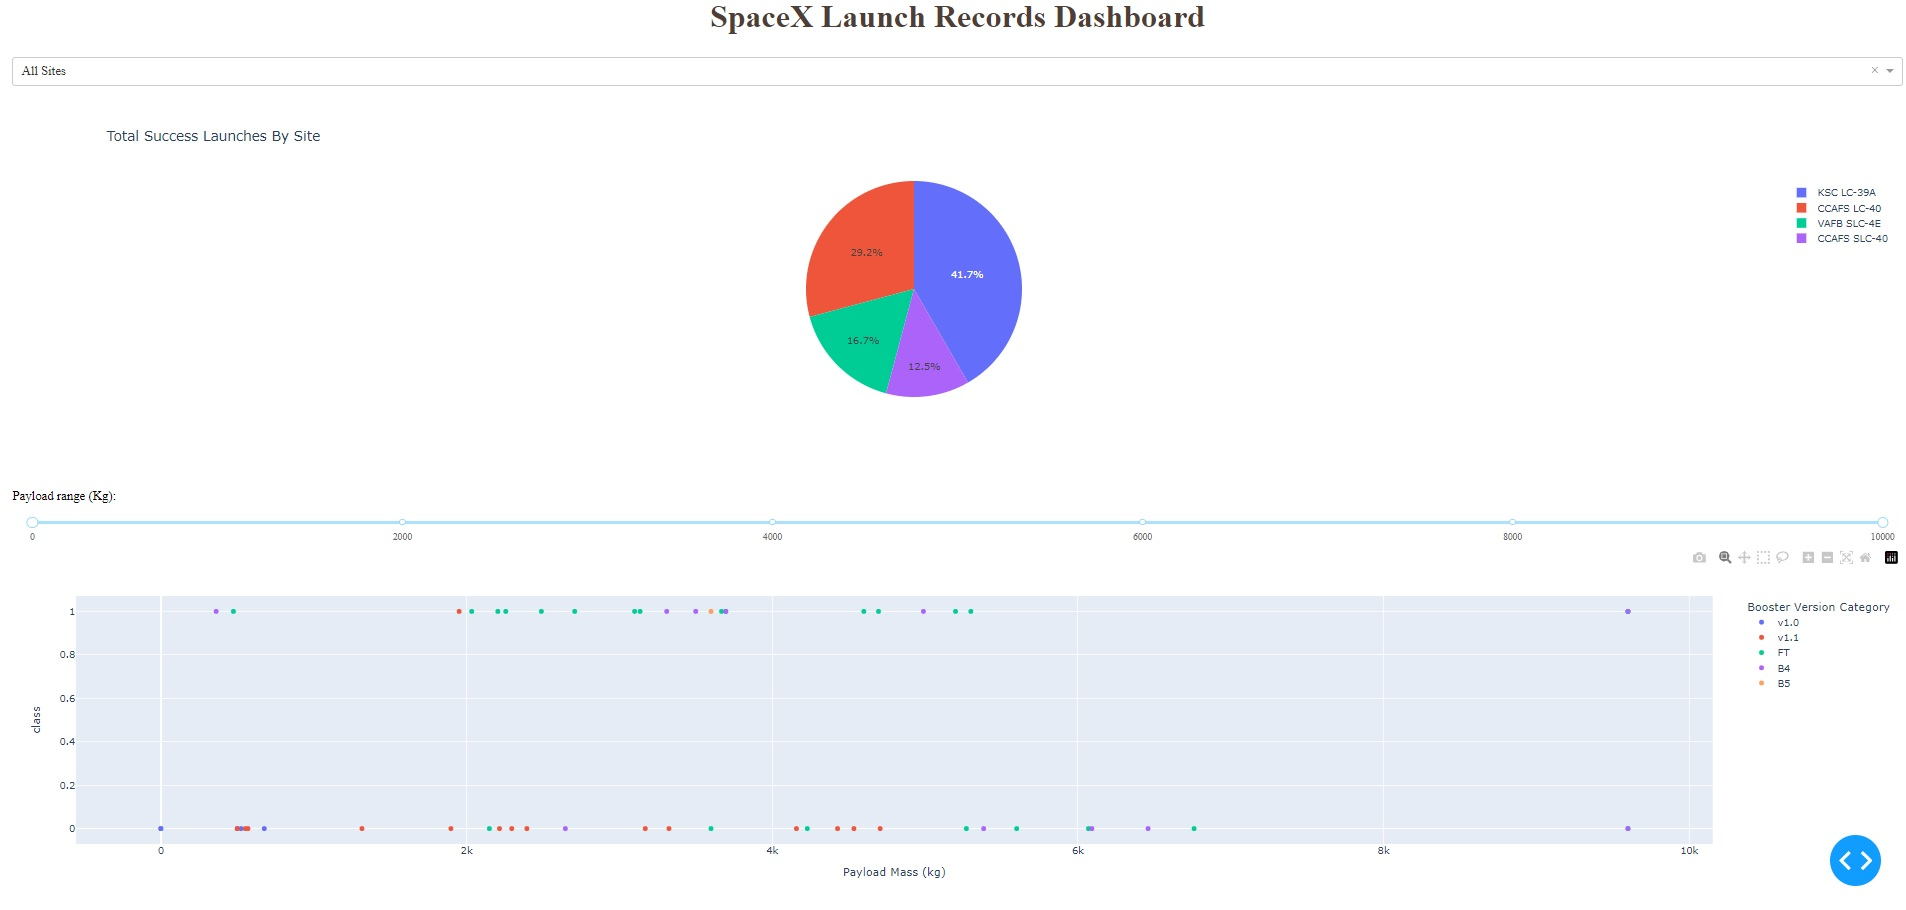 SpaceX Launch Records Dashboard
All Sites
Total Success Launches By Site
KSC LC-39A
CCAFS LC-40
VAFB SLC-4E
CCAFS SLC-40
29.2%
41.7%
16.7%
12.5%
Payload range (Kg):
0 2000 4000 6000 8000 10000
Booster Version Category
v1.0
v1.1
FT
B4
B5
1
0.8
0.6
0.4
0.2
0
class
0 2k 4k 6k 8k 10k
Payload Mass (kg)